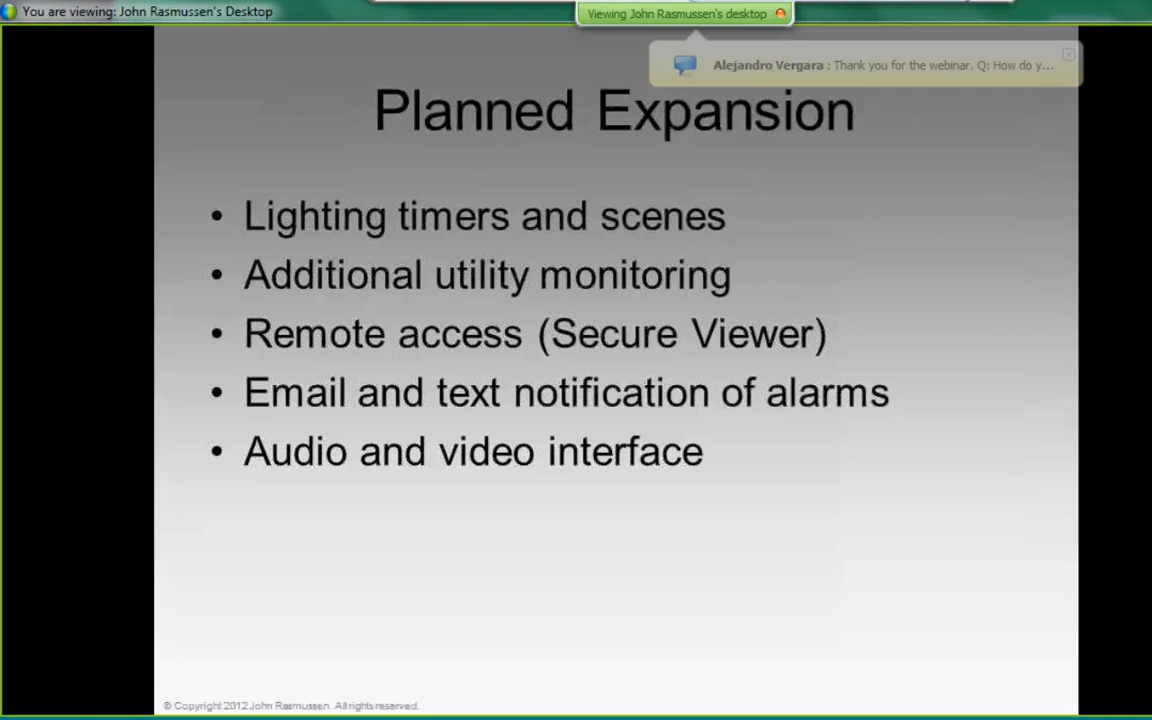 You are viewing: John Rasmussen's Desktop
Viewing John Rasmussen's desktop
Alejandro Vergara : Thank you for the webinar. Q: How do y...
Planned Expansion
• Lighting timers and scenes
• Additional utility monitoring
• Remote access (Secure Viewer)
• Email and text notification of alarms
• Audio and video interface
© Copyright 2012 John Rasmussen. All rights reserved.